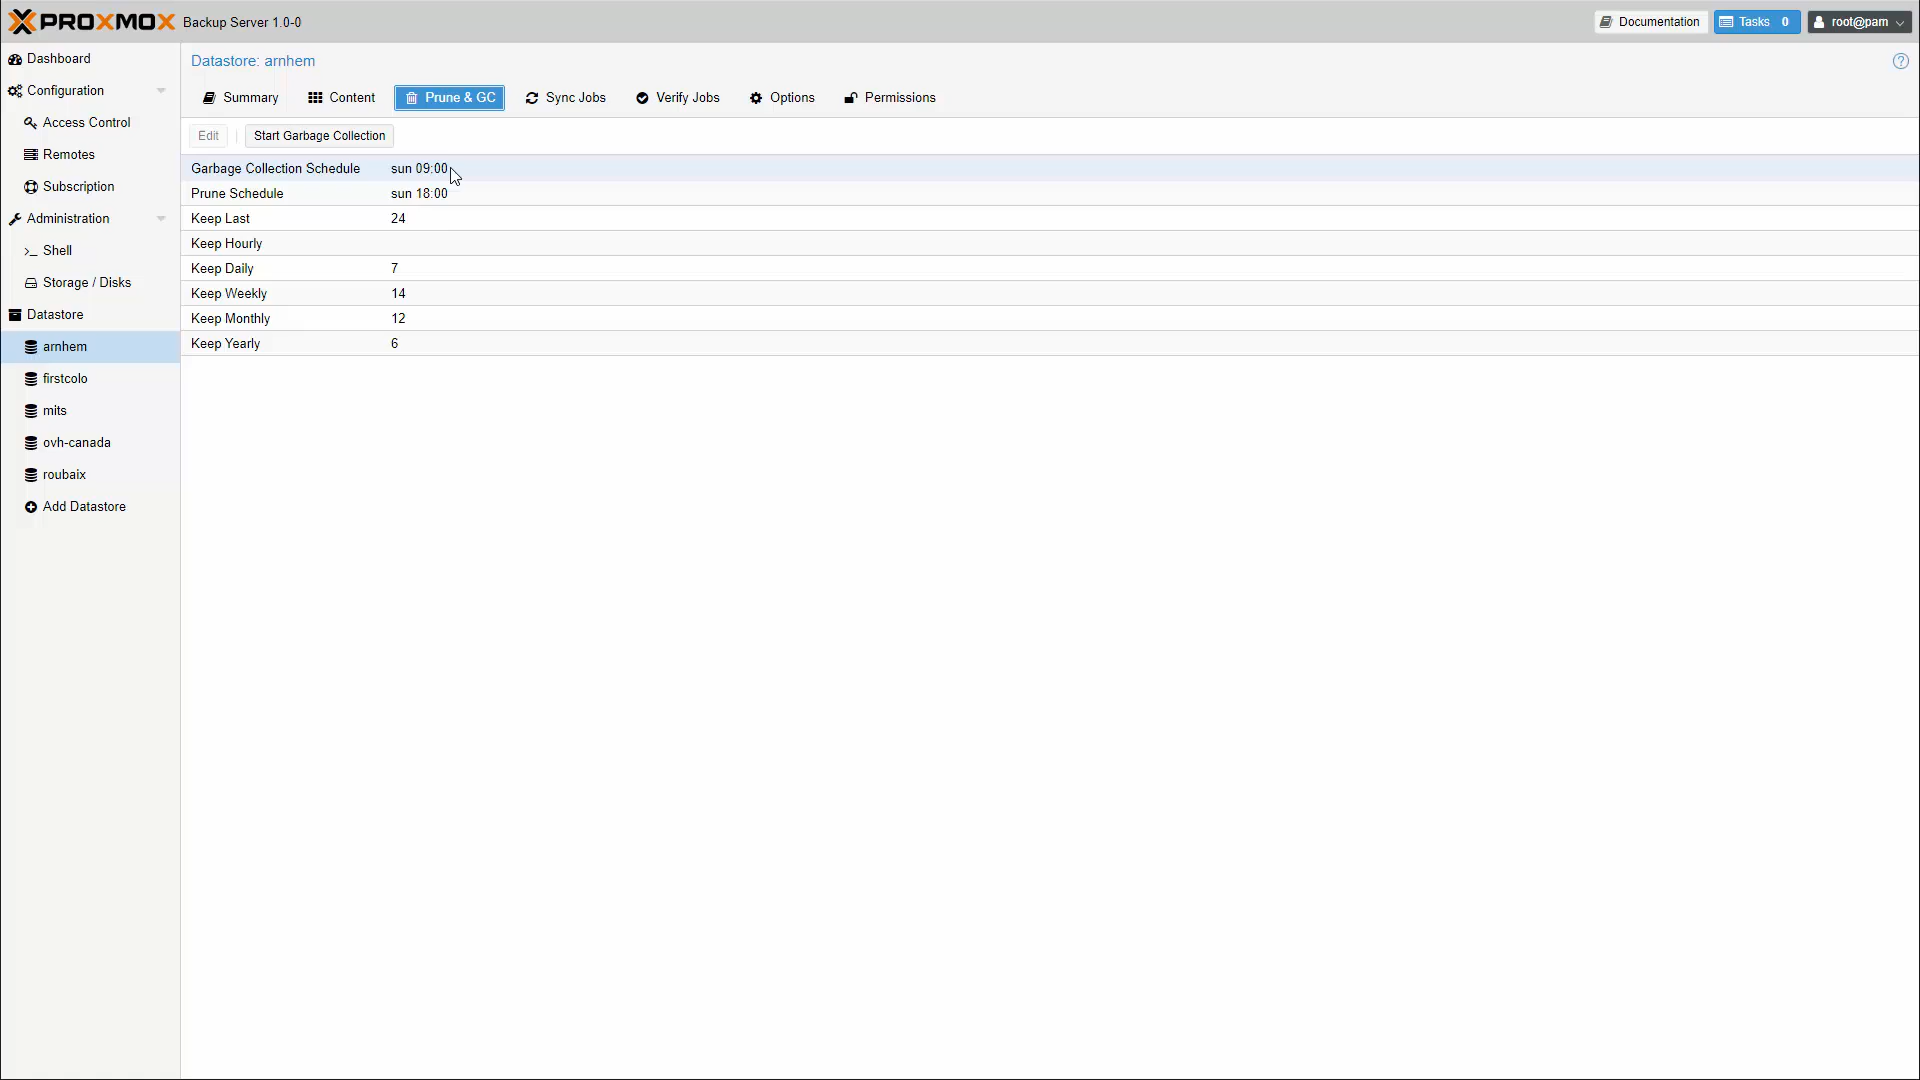 PROXMOX Backup Server 1.0-0
Documentation
Tasks 0
root@pam
Dashboard
Configuration
Access Control
Remotes
Subscription
Administration
Shell
Storage / Disks
Datastore
arnhem
firstcolo
mits
ovh-canada
roubaix
Add Datastore
Datastore: arnhem
?
Summary Content Prune & GC Sync Jobs Verify Jobs Options Permissions
Edit Start Garbage Collection
Garbage Collection Schedule sun 09:00
Prune Schedule sun 18:00
Keep Last 24
Keep Hourly
Keep Daily 7
Keep Weekly 14
Keep Monthly 12
Keep Yearly 6